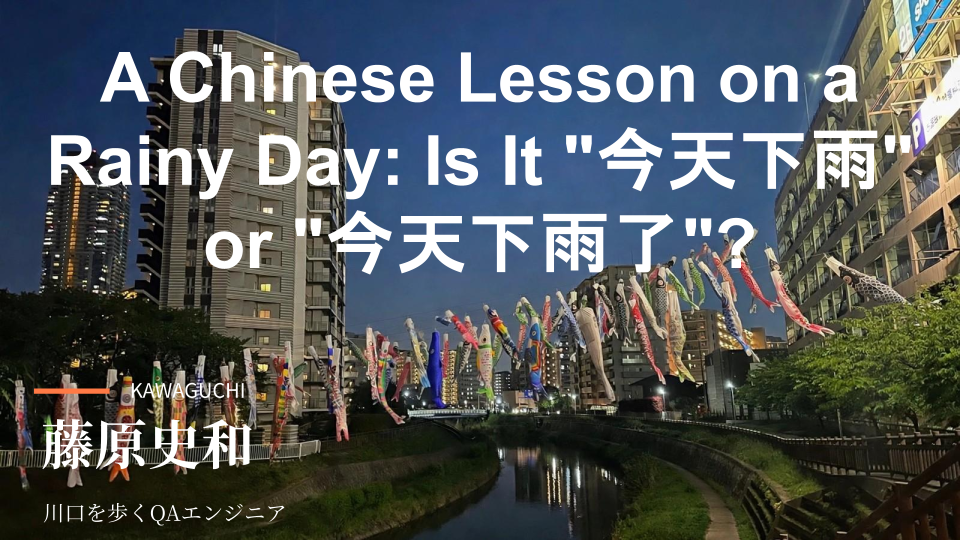 A Chinese Lesson on a
Rainy Day: Is It "今天下雨"
or "今天下雨了"?
KAWAGUCHI
藤原史和
川口を歩くQAエンジニア
P